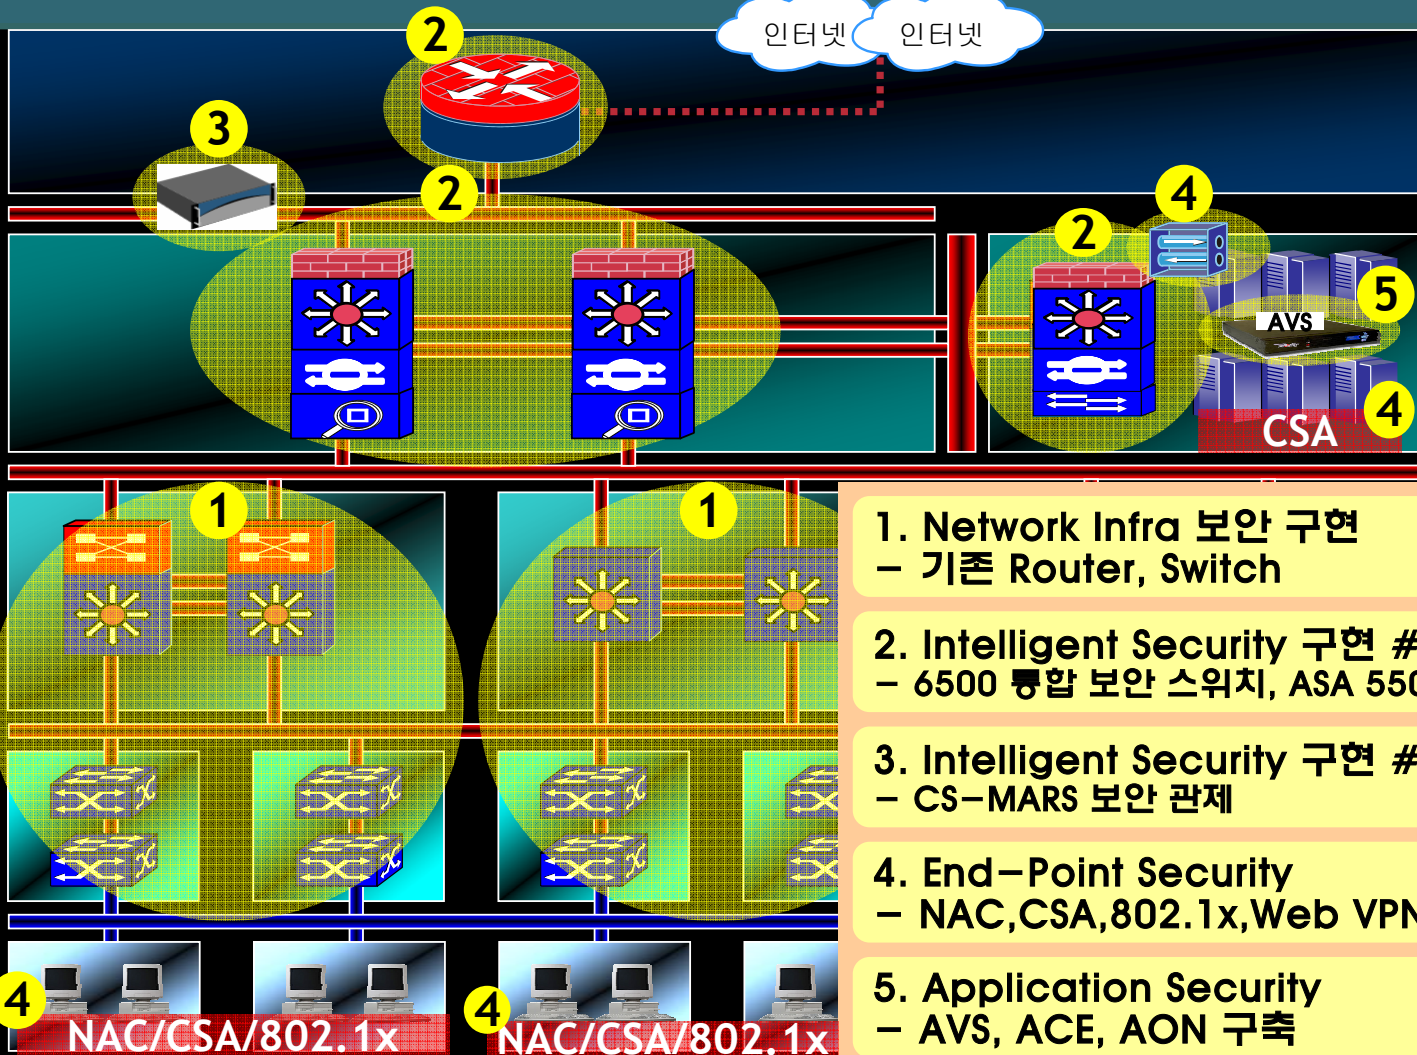 인터넷
인터넷
2
3
2
4
2
5
AVS
4
CSA
1
1
1. Network Infra 보안 구현
- 기존 Router, Switch
2. Intelligent Security 구현 #
- 6500 통합 보안 스위치, ASA 550
3. Intelligent Security 구현 #
- CS-MARS 보안 관제
4. End-Point Security
- NAC,CSA,802.1x,Web VPN
5. Application Security
- AVS, ACE, AON 구축
4
NAC/CSA/802.1x
4
NAC/CSA/802.1x